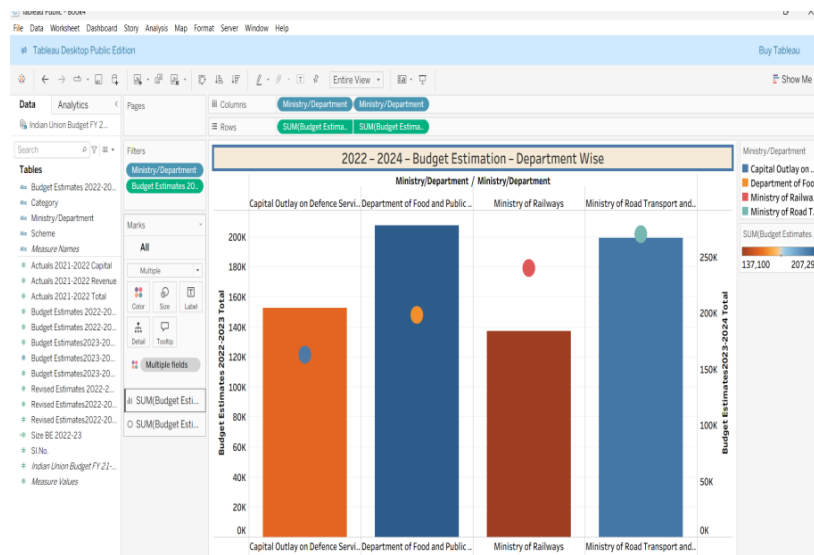 Tableau Public - Book4
File Data Worksheet Dashboard Story Analysis Map Format Server Window Help
Tableau Desktop Public Edition
Buy Tableau
Entire View
Show Me
Data Analytics
Indian Union Budget FY 2...
Search
Tables
Abc Budget Estimates 2022-20...
Abc Category
Abc Ministry/Department
Abc Scheme
Abc Measure Names
# Actuals 2021-2022 Capital
# Actuals 2021-2022 Revenue
# Actuals 2021-2022 Total
# Budget Estimates 2022-20...
# Budget Estimates 2022-20...
# Budget Estimates2023-20...
# Budget Estimates2023-20...
# Budget Estimates2023-20...
# Revised Estimates 2022-2...
# Revised Estimates2022-20...
# Revised Estimates2022-20...
Size BE 2022-23
# Sl.No.
# Indian Union Budget FY 21-...
# Measure Values
Pages
Filters
Ministry/Department
Budget Estimates 20..
Marks
All
Multiple
Color Size Label
Detail Tooltip
Multiple fields
SUM(Budget Esti...
SUM(Budget Esti...
Columns Ministry/Department Ministry/Department
Rows SUM(Budget Estima.. SUM(Budget Estima..
2022 – 2024 – Budget Estimation – Department Wise
Ministry/Department / Ministry/Department
Capital Outlay on Defence Servi.. Department of Food and Public .. Ministry of Railways Ministry of Road Transport and..
Budget Estimates 2022-2023 Total
200K
180K
160K
140K
120K
100K
80K
60K
40K
20K
0K
250K
200K
150K
100K
50K
0K
Budget Estimates2023-2024 Total
Capital Outlay on Defence Servi.. Department of Food and Public .. Ministry of Railways Ministry of Road Transport and..
Ministry/Department
Capital Outlay on ..
Department of Foo
Ministry of Railwa..
Ministry of Road T..
SUM(Budget Estimates
137,100 207,29